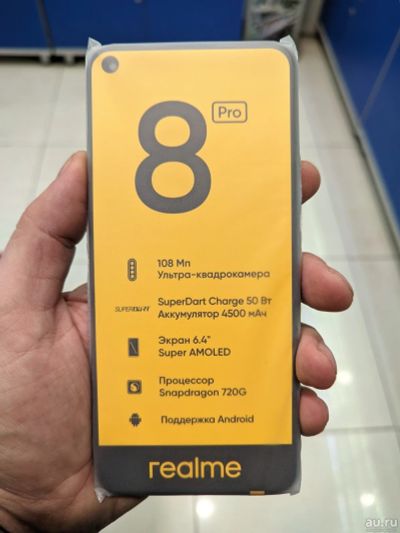 8 Pro
108 Мп
Ультра-квадрокамера
SUPERDART
SuperDart Charge 50 Вт
Аккумулятор 4500 мАч
Экран 6.4"
Super AMOLED
Процессор
Snapdragon 720G
Поддержка Android
realme
au.ru